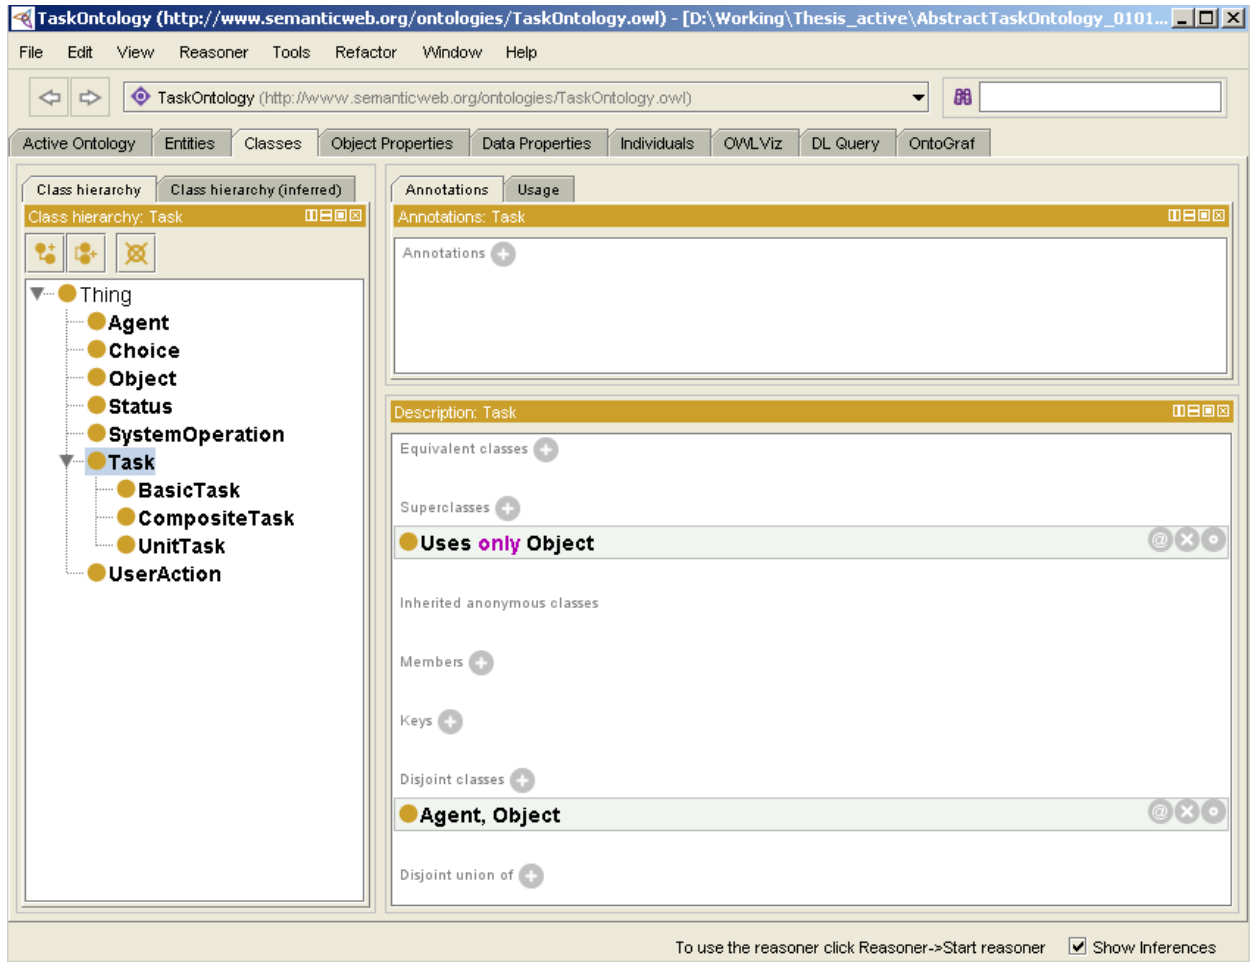 TaskOntology (http://www.semanticweb.org/ontologies/TaskOntology.owl) - [D:\Working\Thesis_active\AbstractTaskOntology_0101...
File Edit View Reasoner Tools Refactor Window Help
TaskOntology (http://www.semanticweb.org/ontologies/TaskOntology.owl)
Active Ontology Entities Classes Object Properties Data Properties Individuals OWLViz DL Query OntoGraf
Class hierarchy Class hierarchy (inferred)
Class hierarchy: Task
Thing
Agent
Choice
Object
Status
SystemOperation
Task
BasicTask
CompositeTask
UnitTask
UserAction
Annotations Usage
Annotations: Task
Annotations
Description: Task
Equivalent classes
Superclasses
Uses only Object
Inherited anonymous classes
Members
Keys
Disjoint classes
Agent, Object
Disjoint union of
To use the reasoner click Reasoner->Start reasoner Show Inferences